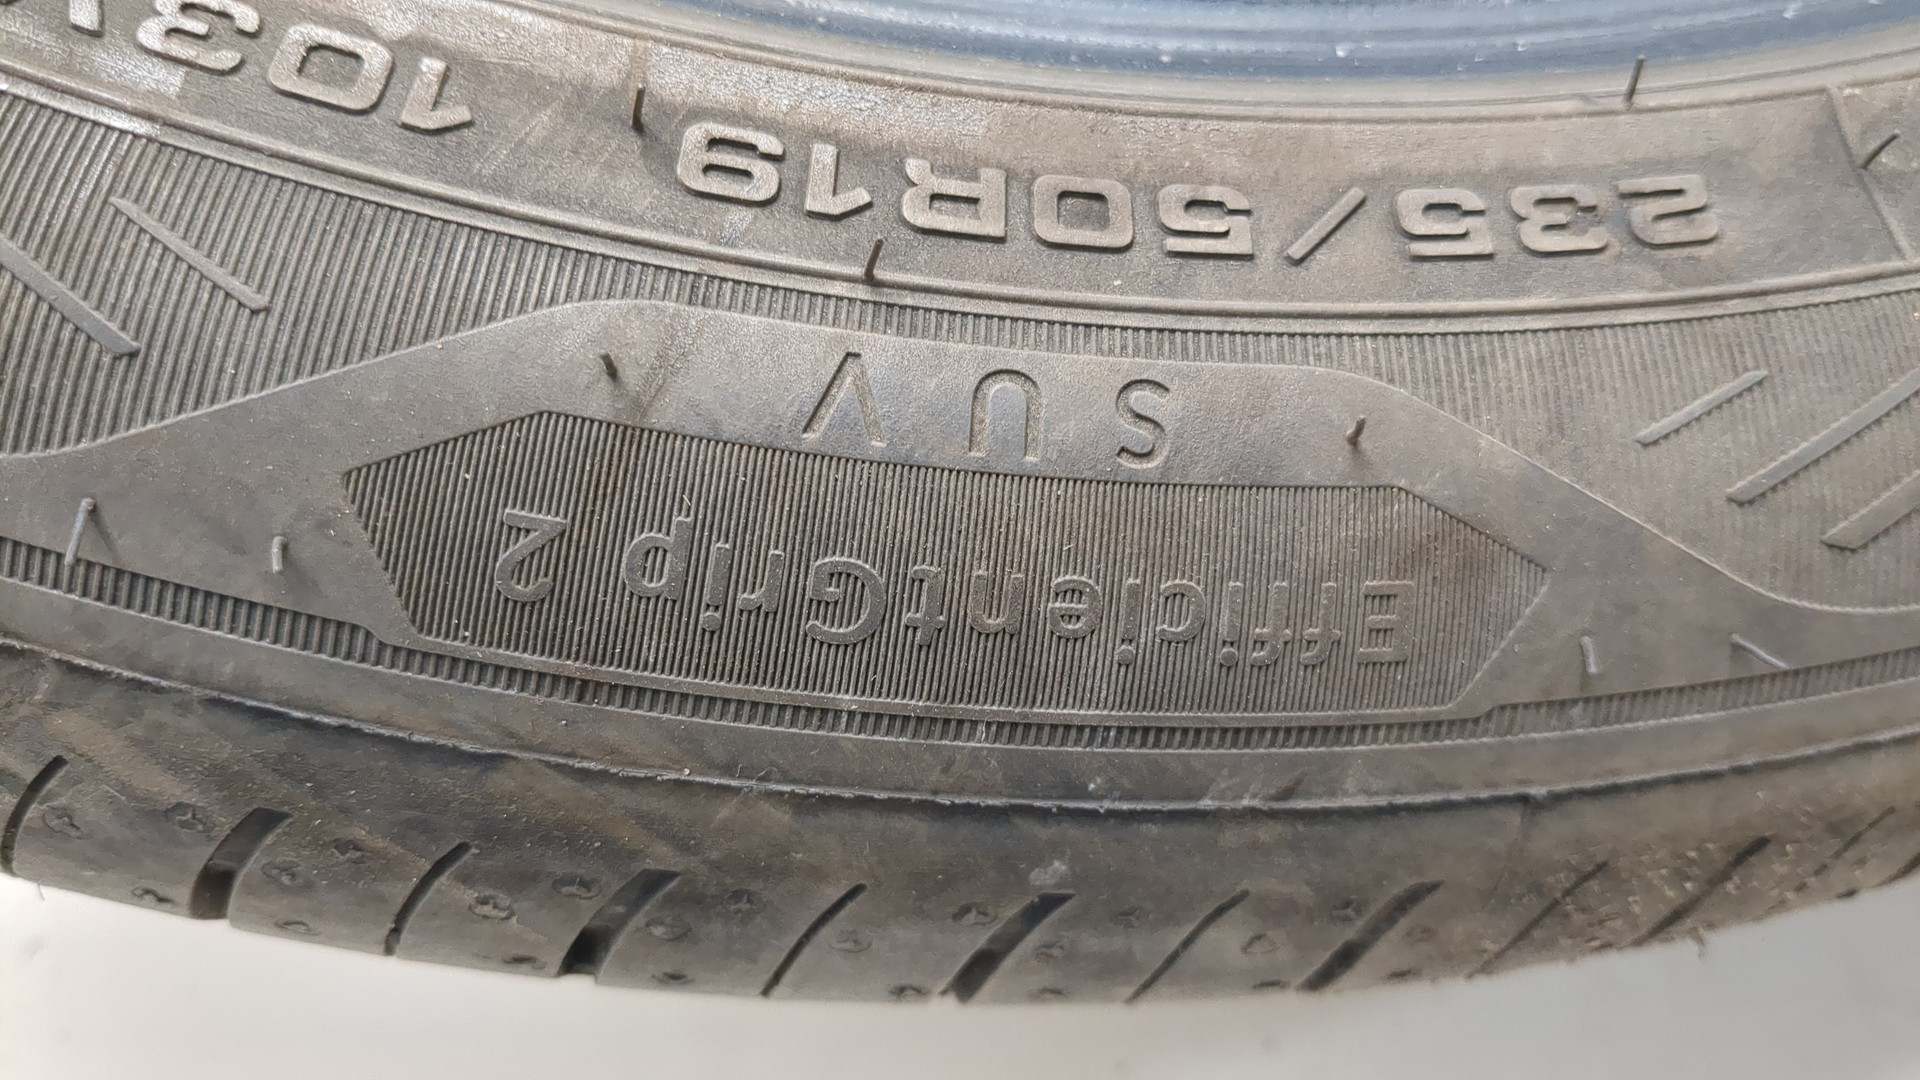 235/50R19 103V
SUV
EfficientGrip 2